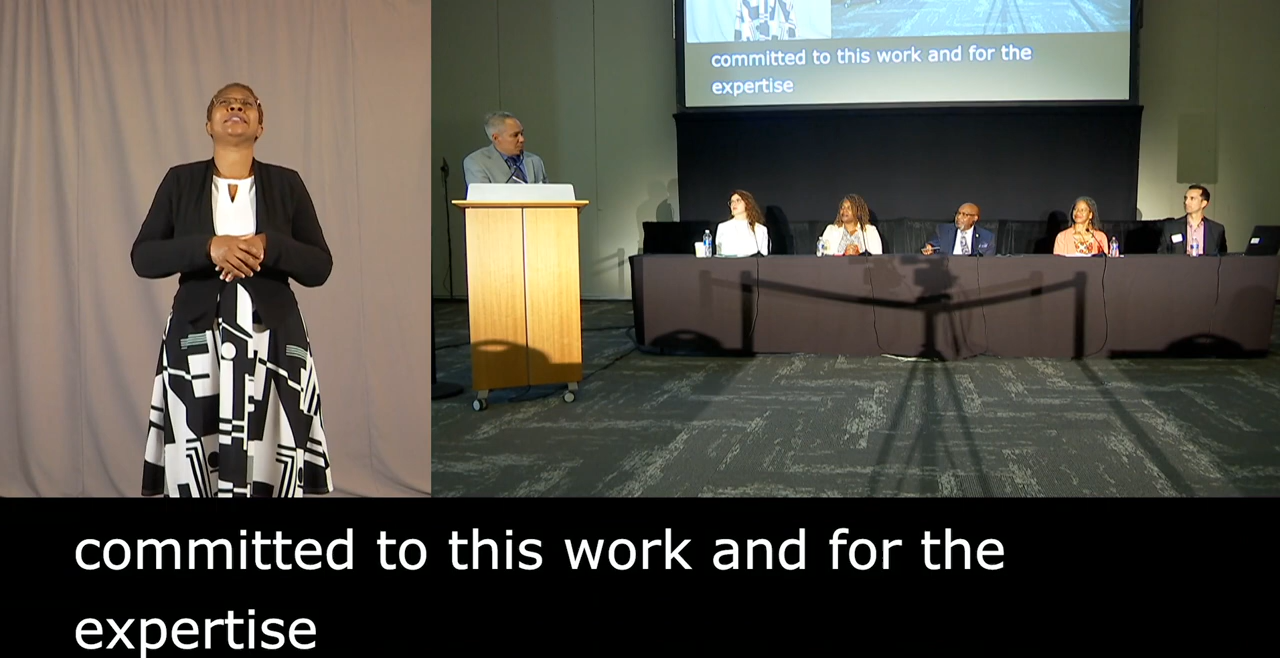 committed to this work and for the
expertise
committed to this work and for the
expertise